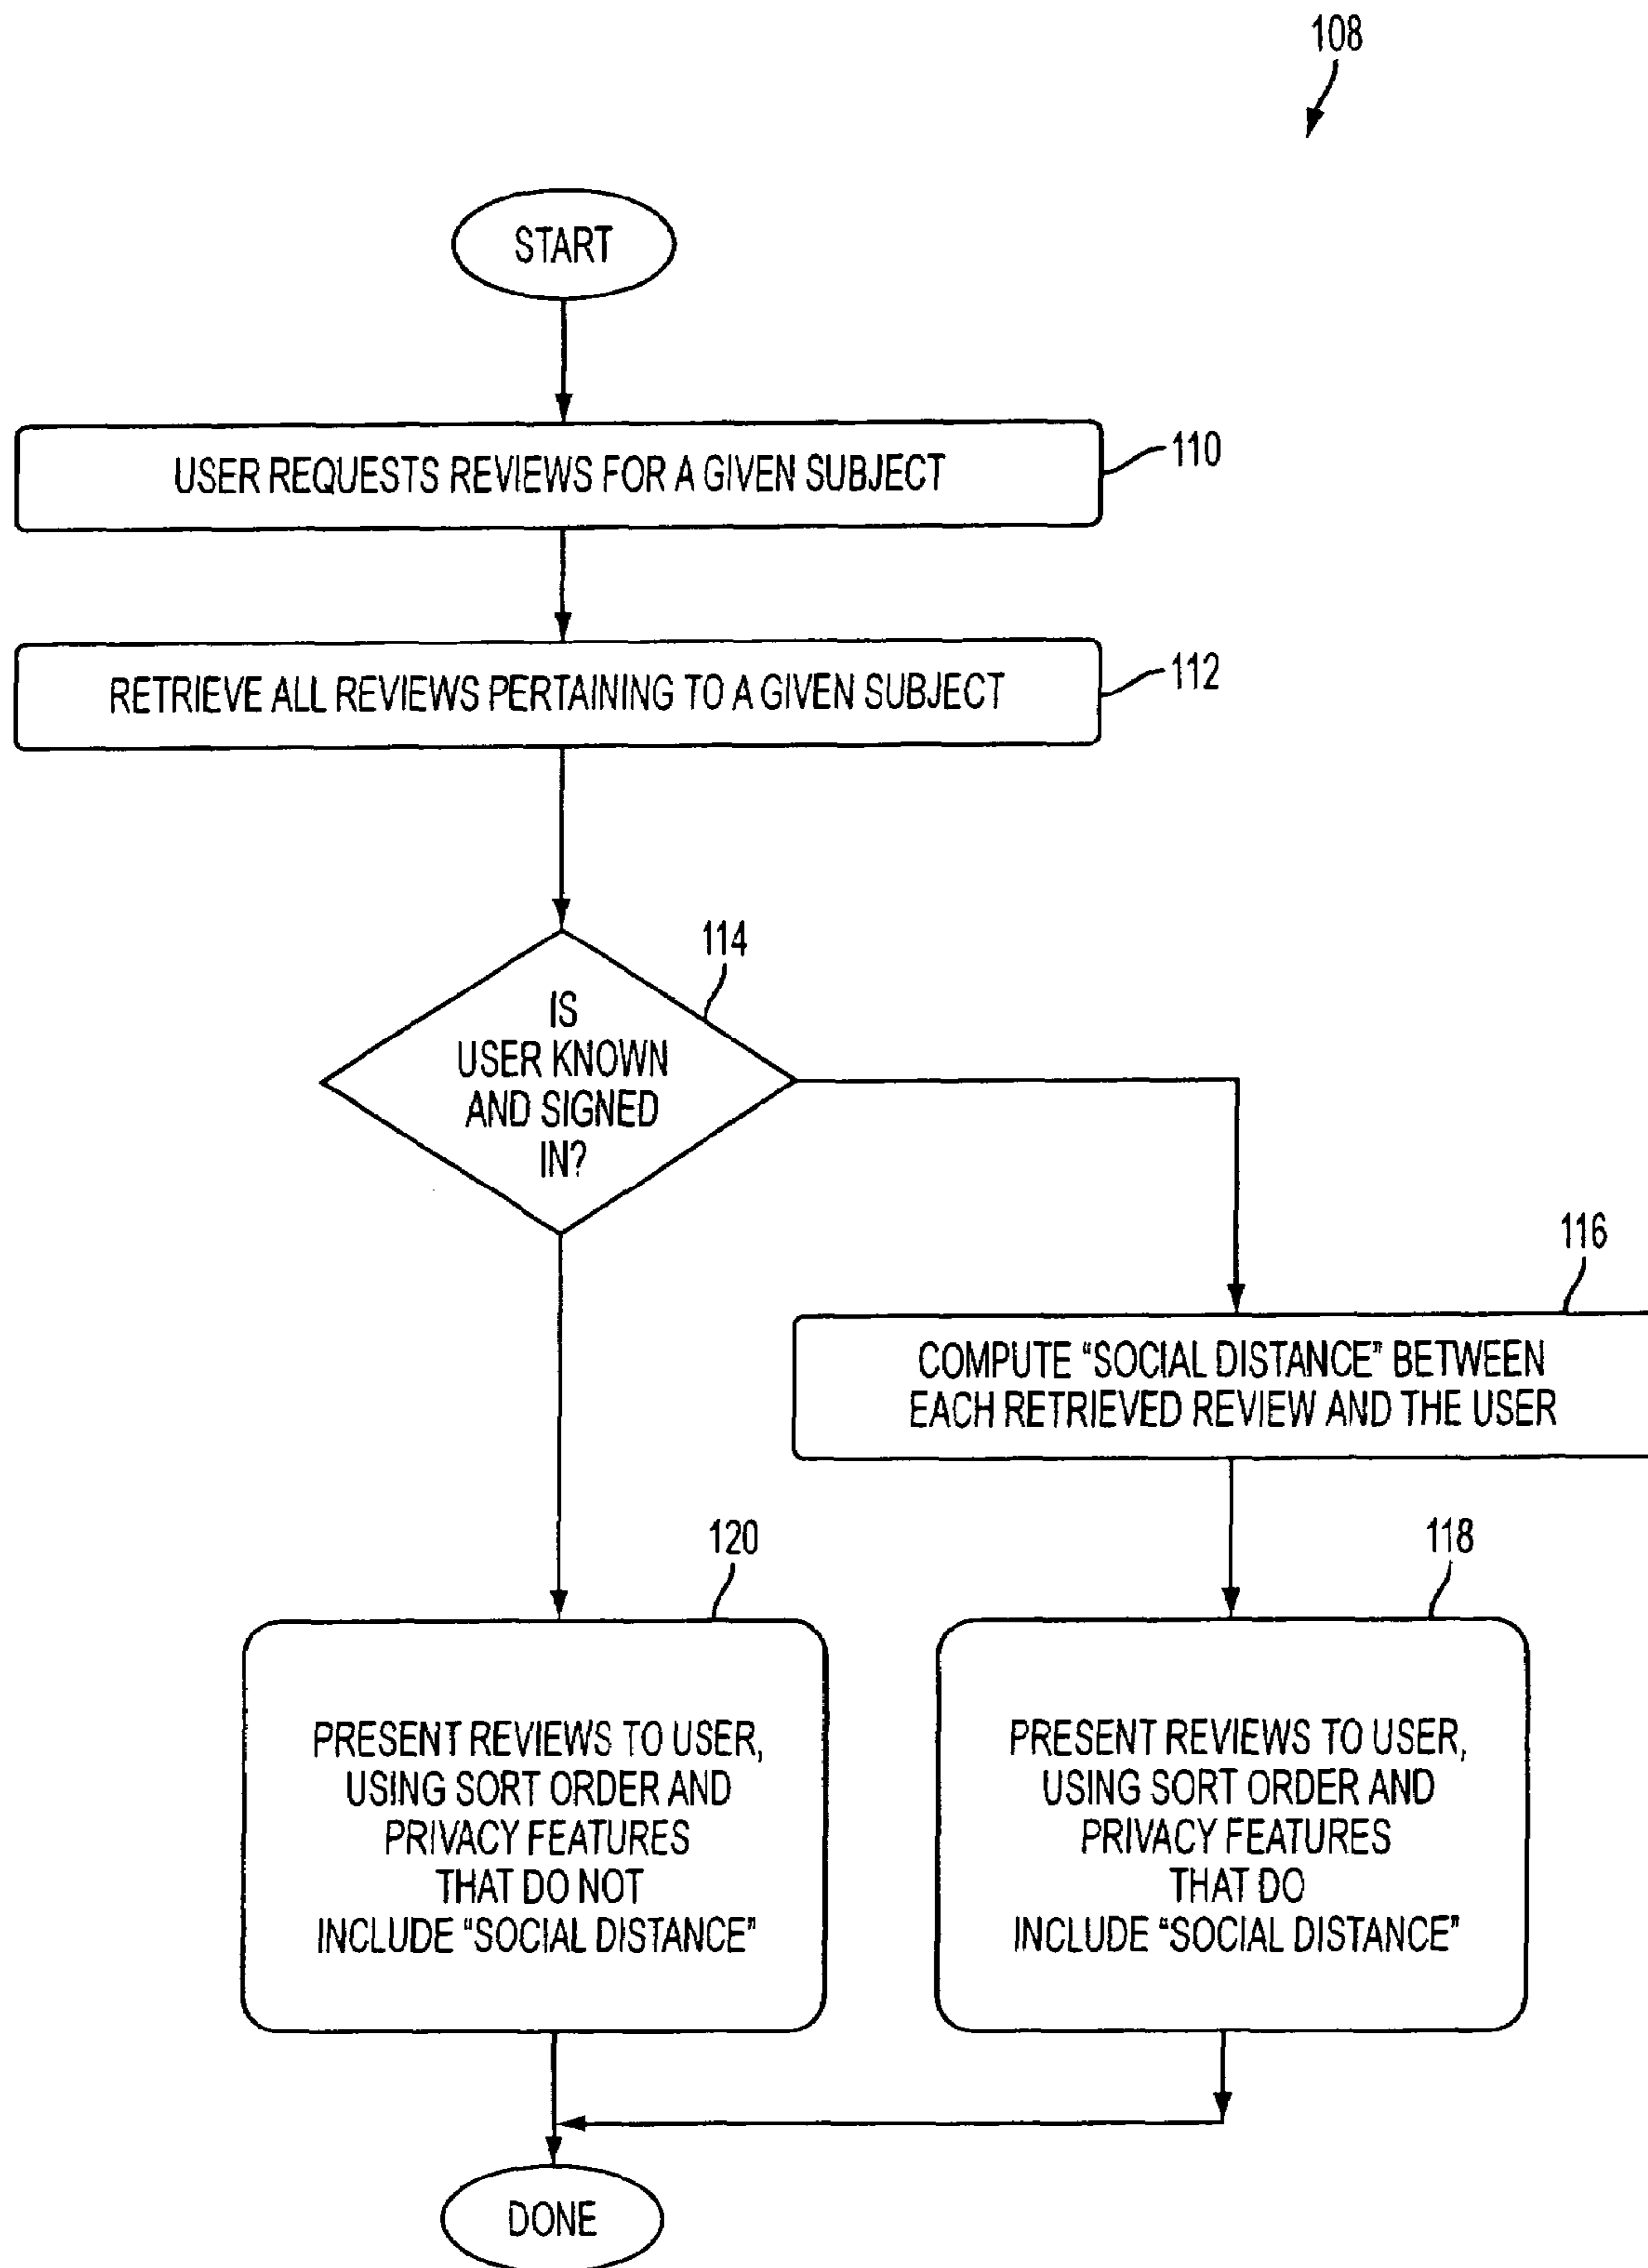 108
START
USER REQUESTS REVIEWS FOR A GIVEN SUBJECT
110
RETRIEVE ALL REVIEWS PERTAINING TO A GIVEN SUBJECT
112
114
IS
USER KNOWN
AND SIGNED
IN?
116
COMPUTE "SOCIAL DISTANCE" BETWEEN
EACH RETRIEVED REVIEW AND THE USER
120
PRESENT REVIEWS TO USER,
USING SORT ORDER AND
PRIVACY FEATURES
THAT DO NOT
INCLUDE "SOCIAL DISTANCE"
118
PRESENT REVIEWS TO USER,
USING SORT ORDER AND
PRIVACY FEATURES
THAT DO
INCLUDE "SOCIAL DISTANCE"
DONE